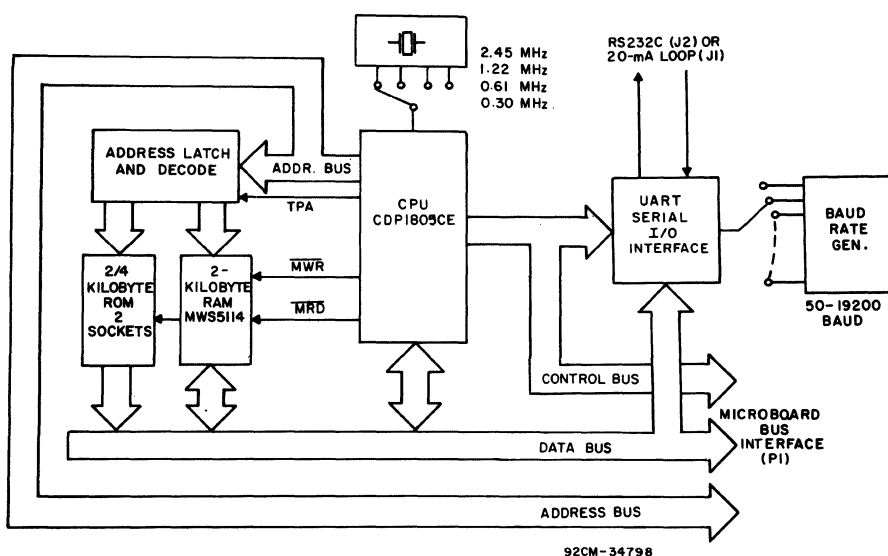 2.45 MHz
1.22 MHz
0.61 MHz
0.30 MHz
RS232C (J2) OR
20-mA LOOP (J1)
ADDRESS LATCH
AND DECODE
ADDR. BUS
TPA
CPU
CDP1805CE
UART
SERIAL
I/O
INTERFACE
BAUD
RATE
GEN.
50-19200
BAUD
2/4
KILOBYTE
ROM
2
SOCKETS
2-
KILOBYTE
RAM
MWS5114
MWR
MRD
CONTROL BUS
MICROBOARD
BUS
INTERFACE
(P1)
DATA BUS
ADDRESS BUS
92CM-34798